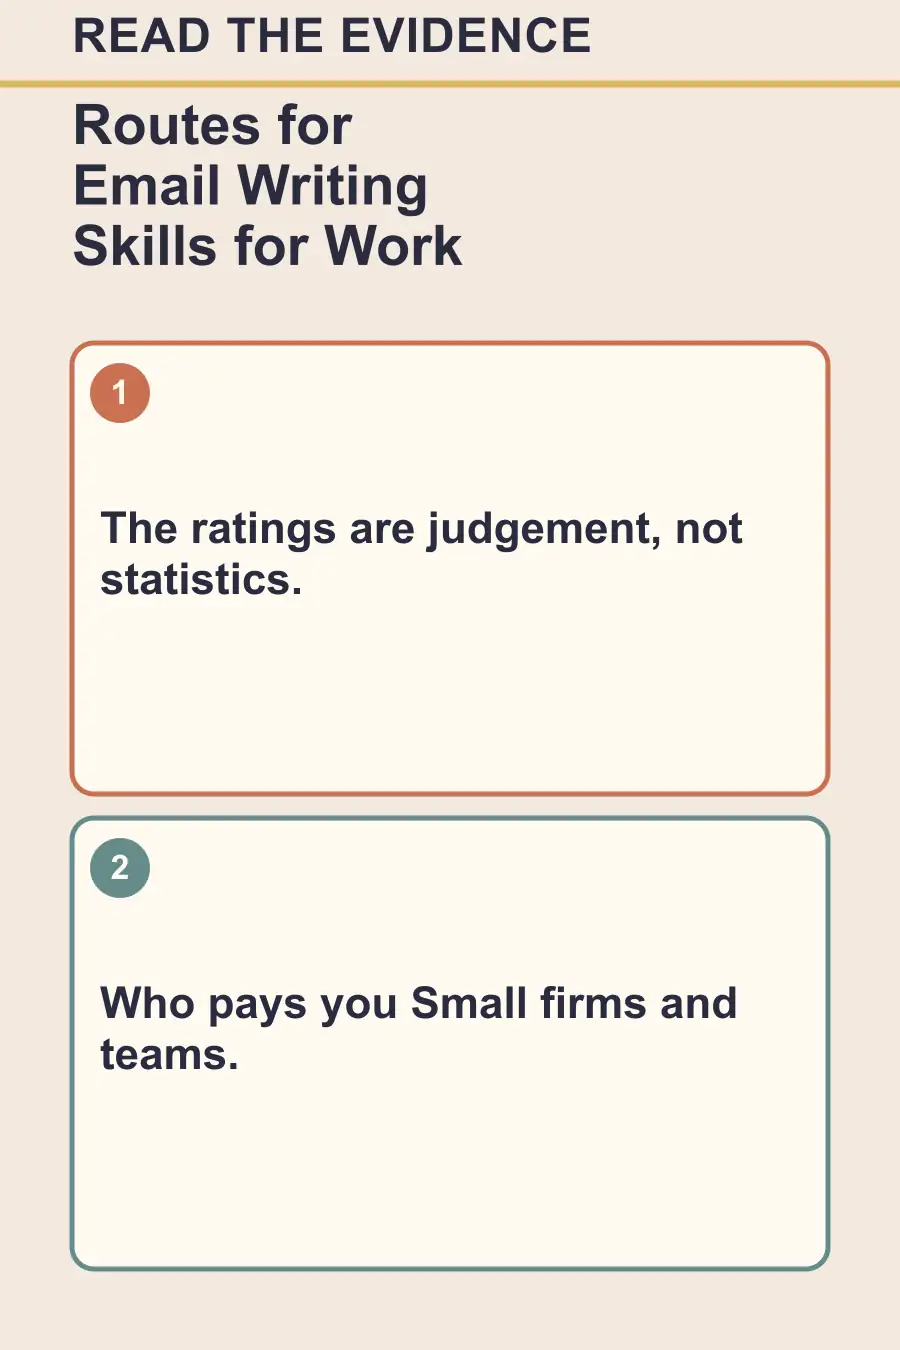 READ THE EVIDENCE
Routes for
Email Writing
Skills for Work
1
The ratings are judgement, not
statistics.
2
Who pays you Small firms and
teams.